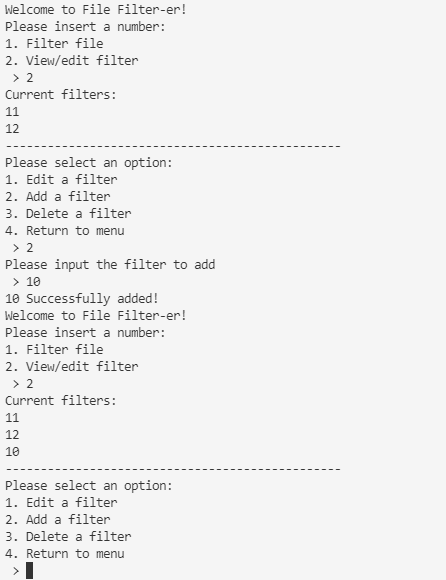 Welcome to File Filter-er!
Please insert a number:
1. Filter file
2. View/edit filter
 > 2
Current filters:
11
12
------------------------------------------------
Please select an option:
1. Edit a filter
2. Add a filter
3. Delete a filter
4. Return to menu
 > 2
Please input the filter to add
 > 10
10 Successfully added!
Welcome to File Filter-er!
Please insert a number:
1. Filter file
2. View/edit filter
 > 2
Current filters:
11
12
10
------------------------------------------------
Please select an option:
1. Edit a filter
2. Add a filter
3. Delete a filter
4. Return to menu
 >